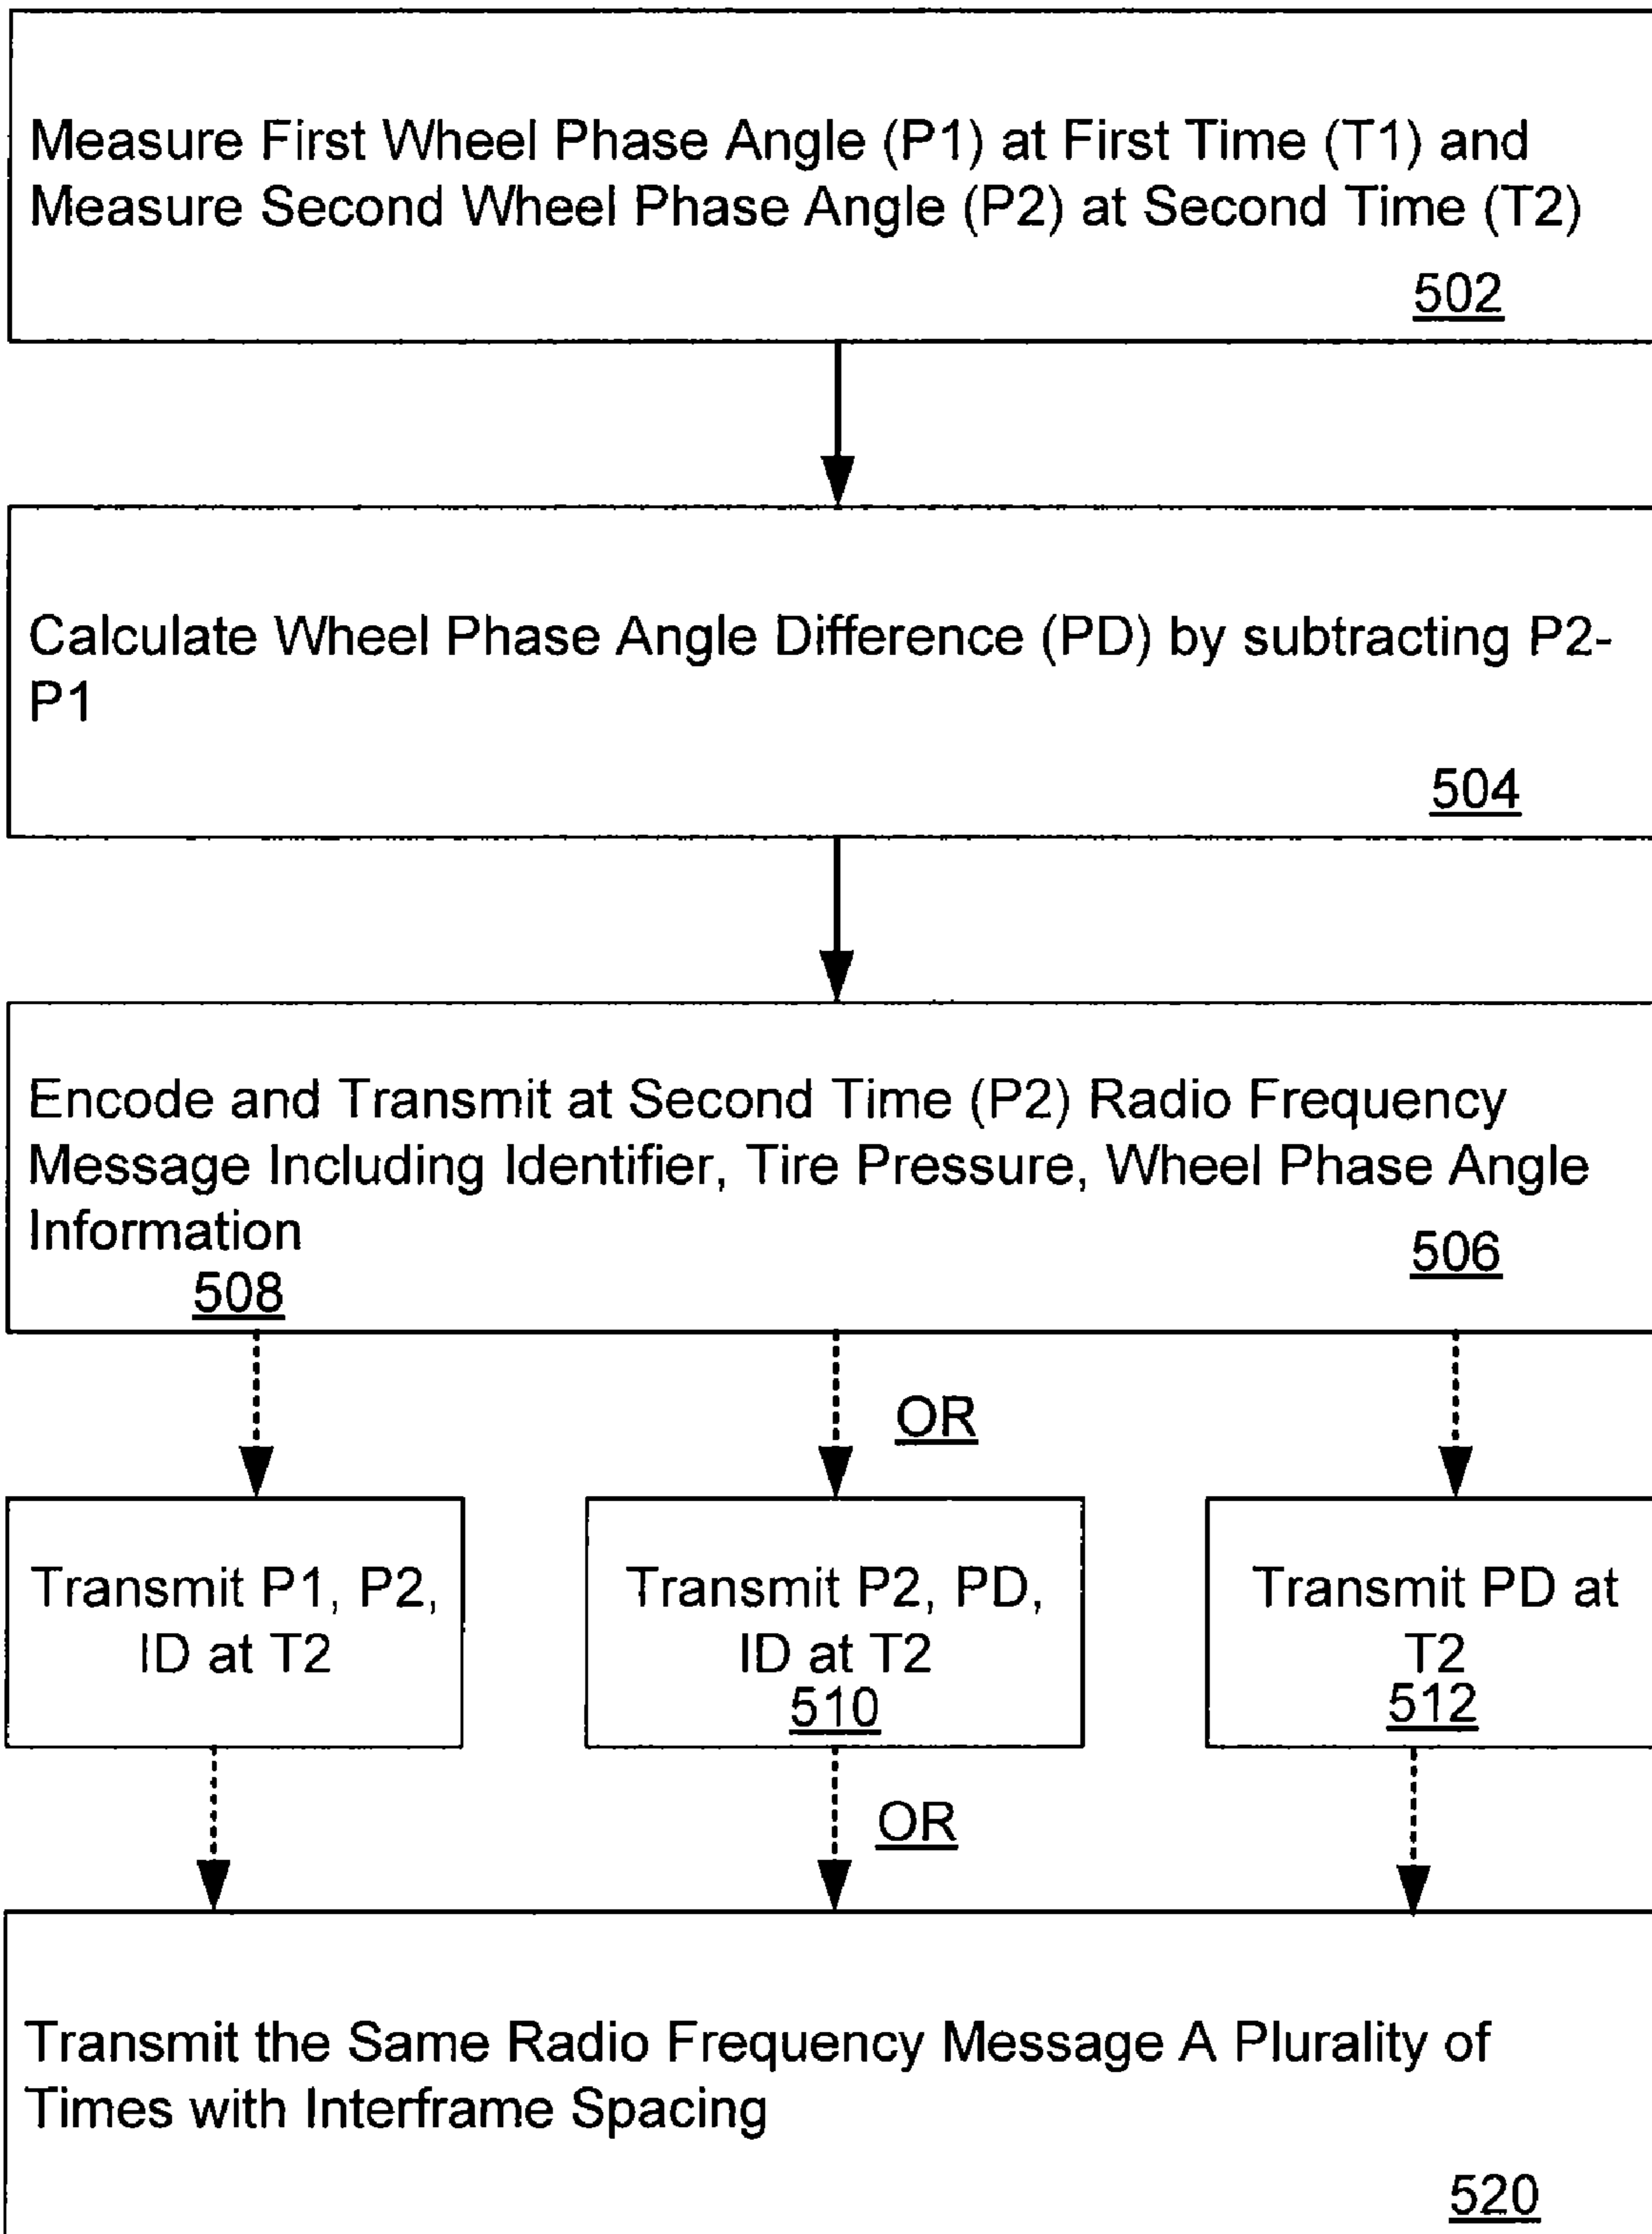 Measure First Wheel Phase Angle (P1) at First Time (T1) and
Measure Second Wheel Phase Angle (P2) at Second Time (T2)
502
Calculate Wheel Phase Angle Difference (PD) by subtracting P2-
P1
504
Encode and Transmit at Second Time (P2) Radio Frequency
Message Including Identifier, Tire Pressure, Wheel Phase Angle
Information
506
508
OR
Transmit P1, P2,
ID at T2
Transmit P2, PD,
ID at T2
510
Transmit PD at
T2
512
OR
Transmit the Same Radio Frequency Message A Plurality of
Times with Interframe Spacing
520